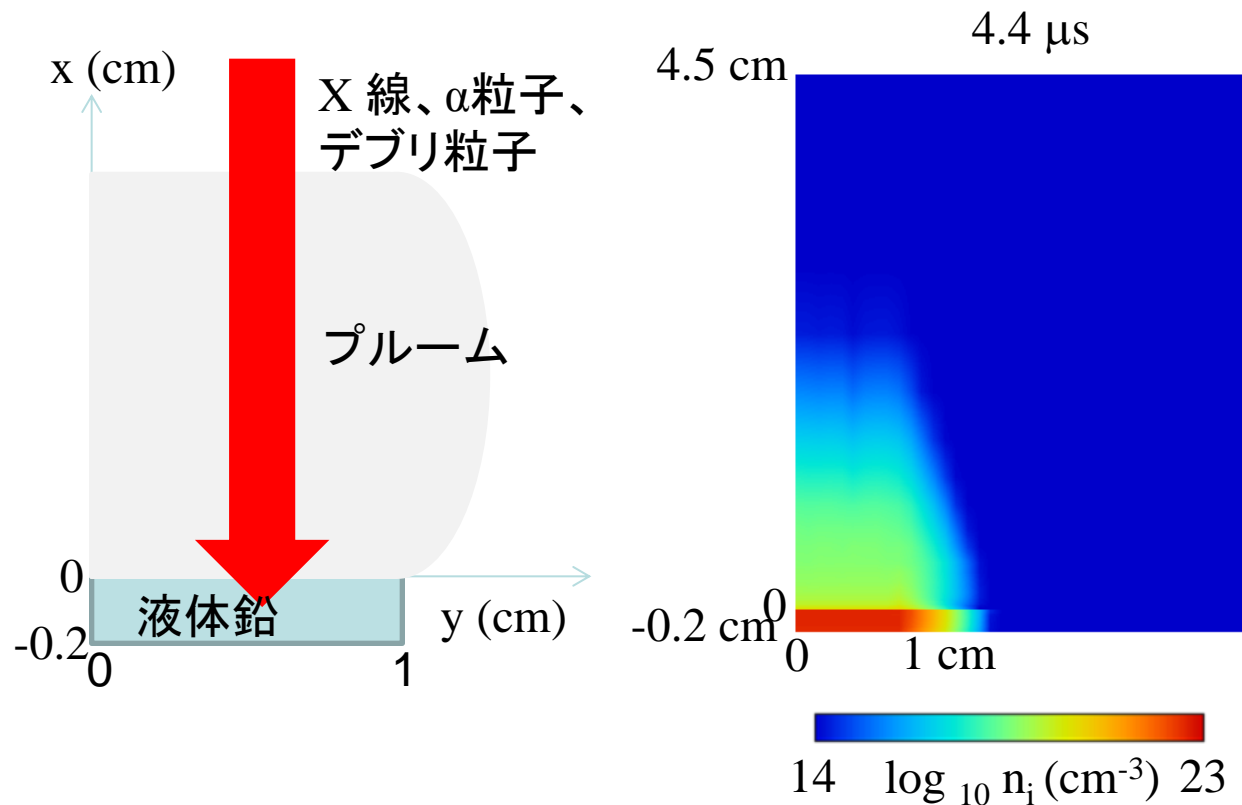 x (cm)
X 線、α粒子、
デブリ粒子
プルーム
0
液体鉛
-0.2
0
1
y (cm)
4.4 μs
4.5 cm
0
-0.2 cm
0
1 cm
14 log 10 ni (cm-3) 23